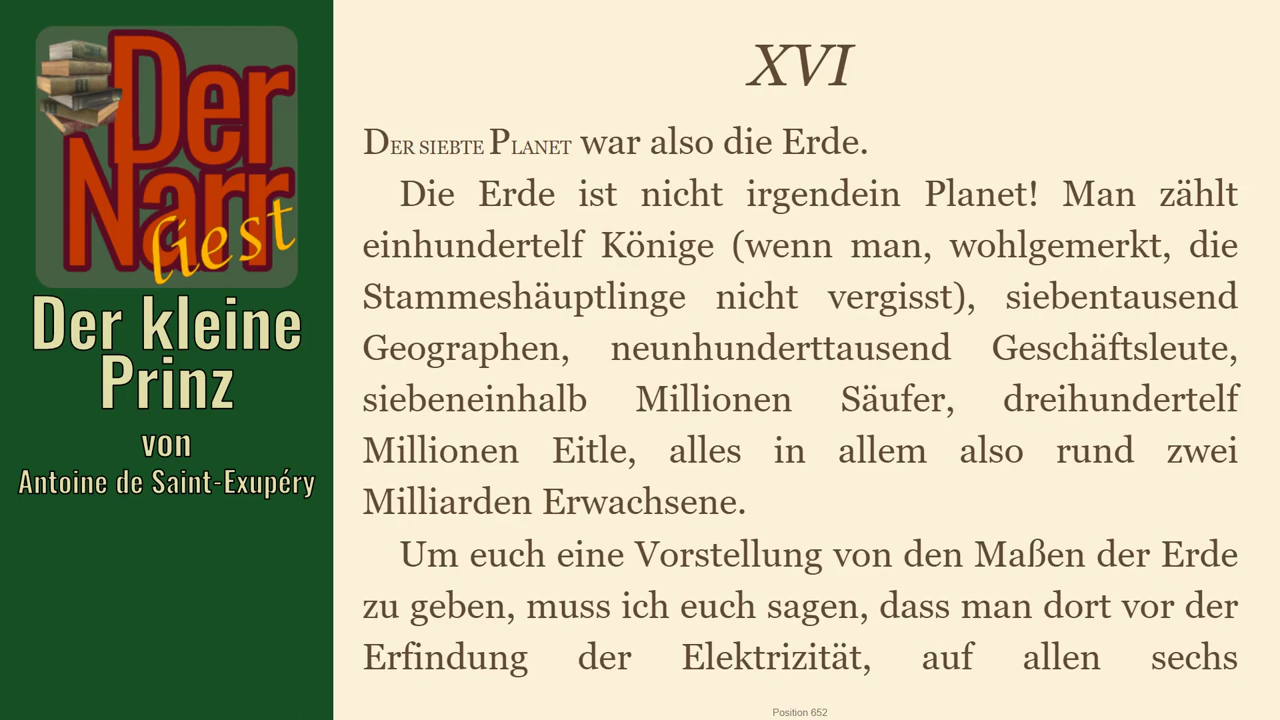 Der
Narr
liest
Der kleine
Prinz
von
Antoine de Saint-Exupéry
XVI
DER SIEBTE PLANET war also die Erde.
Die Erde ist nicht irgendein Planet! Man zählt
einhundertelf Könige (wenn man, wohlgemerkt, die
Stammeshäuptlinge nicht vergisst), siebentausend
Geographen, neunhunderttausend Geschäftsleute,
siebeneinhalb Millionen Säufer, dreihundertelf
Millionen Eitle, alles in allem also rund zwei
Milliarden Erwachsene.
Um euch eine Vorstellung von den Maßen der Erde
zu geben, muss ich euch sagen, dass man dort vor der
Erfindung der Elektrizität, auf allen sechs
Position 652